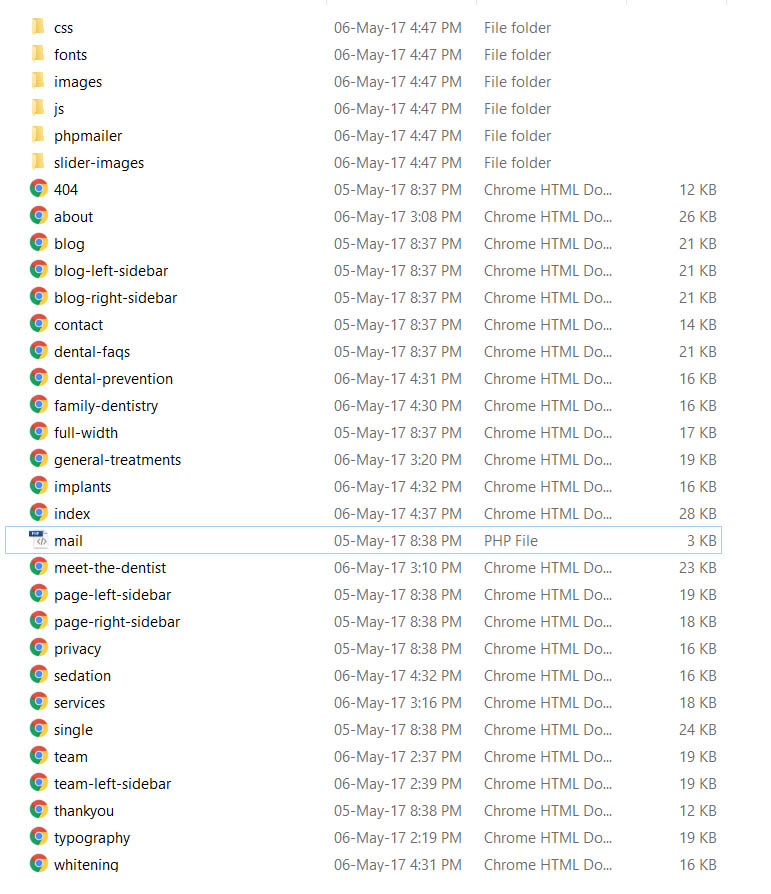 css 06-May-17 4:47 PM File folder
fonts 06-May-17 4:47 PM File folder
images 06-May-17 4:47 PM File folder
js 06-May-17 4:47 PM File folder
phpmailer 06-May-17 4:47 PM File folder
slider-images 06-May-17 4:47 PM File folder
404 05-May-17 8:37 PM Chrome HTML Do... 12 KB
about 06-May-17 3:08 PM Chrome HTML Do... 26 KB
blog 05-May-17 8:37 PM Chrome HTML Do... 21 KB
blog-left-sidebar 05-May-17 8:37 PM Chrome HTML Do... 21 KB
blog-right-sidebar 05-May-17 8:37 PM Chrome HTML Do... 21 KB
contact 05-May-17 8:37 PM Chrome HTML Do... 14 KB
dental-faqs 05-May-17 8:37 PM Chrome HTML Do... 21 KB
dental-prevention 06-May-17 4:31 PM Chrome HTML Do... 16 KB
family-dentistry 06-May-17 4:30 PM Chrome HTML Do... 16 KB
full-width 05-May-17 8:37 PM Chrome HTML Do... 17 KB
general-treatments 06-May-17 3:20 PM Chrome HTML Do... 19 KB
implants 06-May-17 4:32 PM Chrome HTML Do... 16 KB
index 06-May-17 4:37 PM Chrome HTML Do... 28 KB
PHP mail 05-May-17 8:38 PM PHP File 3 KB
meet-the-dentist 06-May-17 3:10 PM Chrome HTML Do... 23 KB
page-left-sidebar 05-May-17 8:38 PM Chrome HTML Do... 19 KB
page-right-sidebar 05-May-17 8:38 PM Chrome HTML Do... 18 KB
privacy 05-May-17 8:38 PM Chrome HTML Do... 16 KB
sedation 06-May-17 4:32 PM Chrome HTML Do... 16 KB
services 06-May-17 3:16 PM Chrome HTML Do... 18 KB
single 05-May-17 8:38 PM Chrome HTML Do... 24 KB
team 06-May-17 2:37 PM Chrome HTML Do... 19 KB
team-left-sidebar 06-May-17 2:39 PM Chrome HTML Do... 19 KB
thankyou 05-May-17 8:38 PM Chrome HTML Do... 12 KB
typography 06-May-17 2:19 PM Chrome HTML Do... 19 KB
whitening 06-May-17 4:31 PM Chrome HTML Do... 16 KB